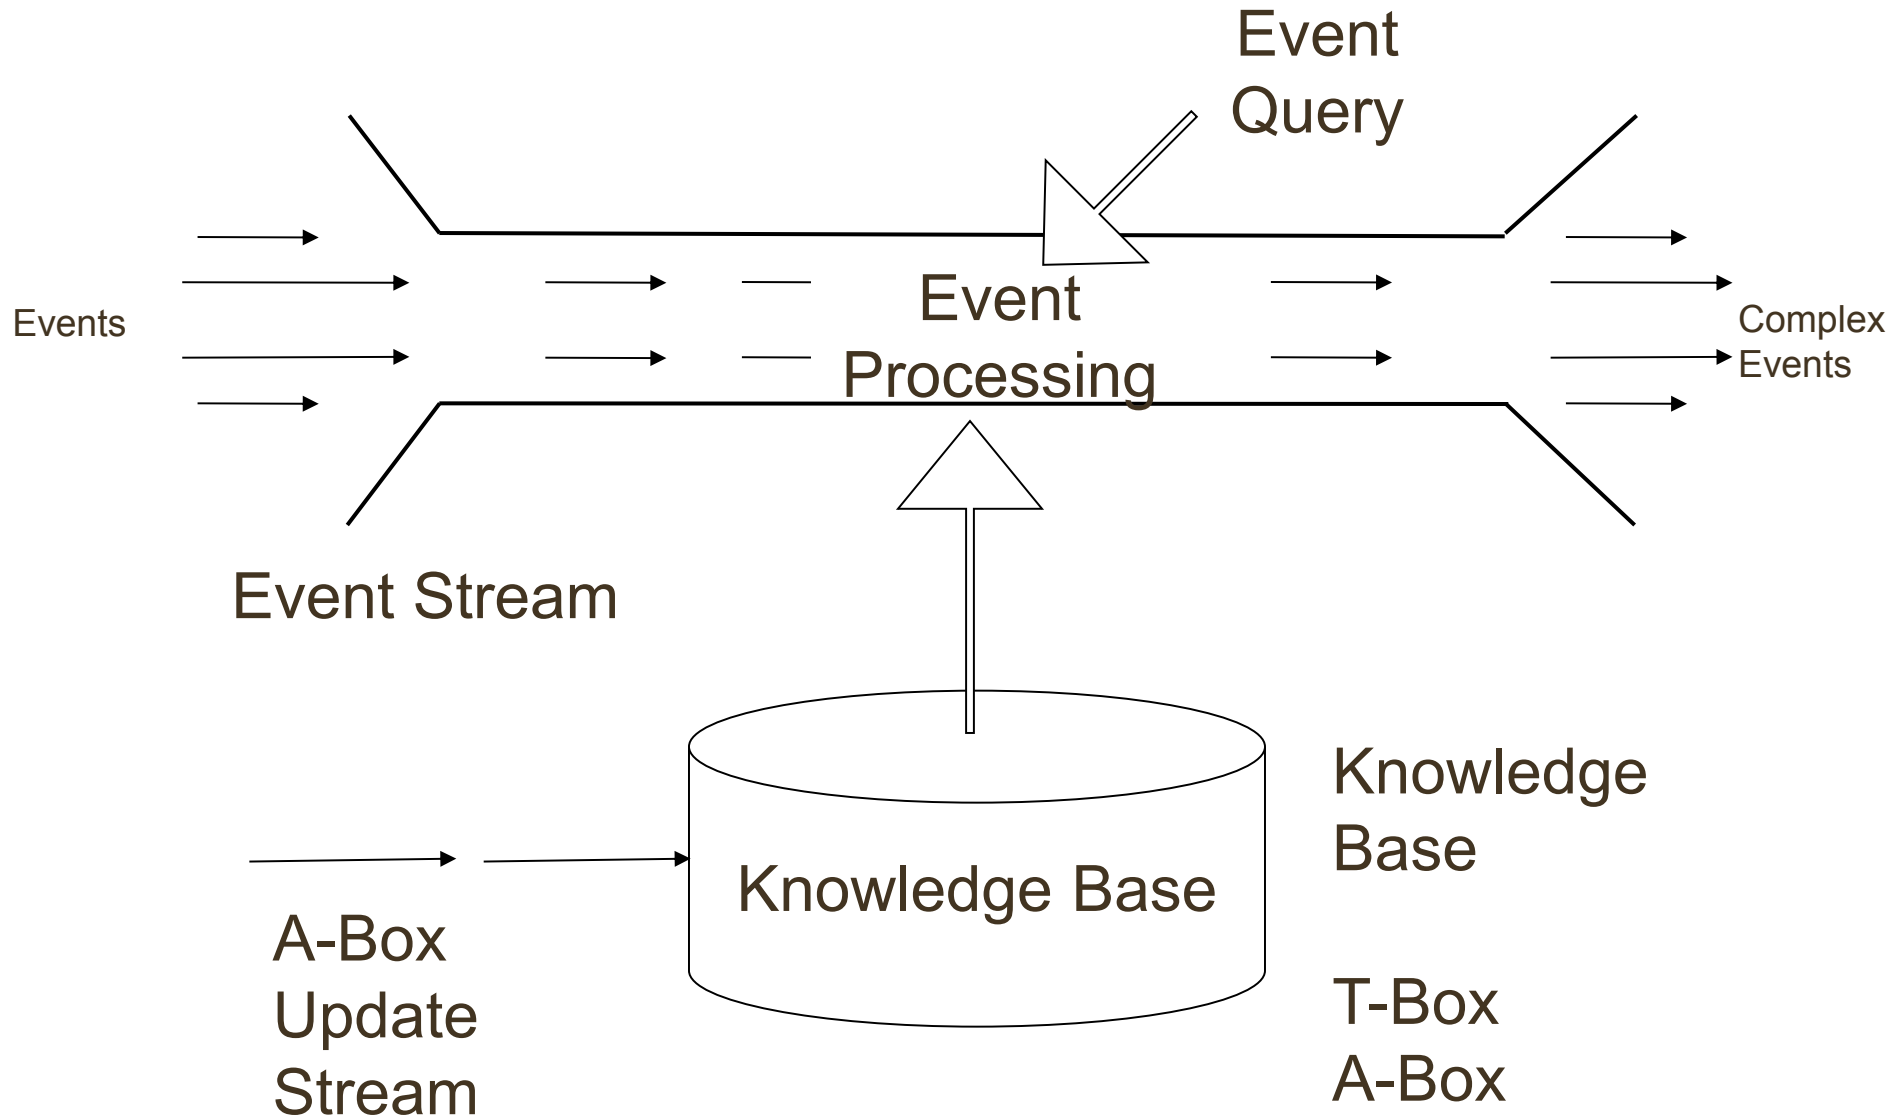 Event
Query
Events
Event
Processing
Complex
Events
Event Stream
Knowledge Base
Knowledge
Base
T-Box
A-Box
A-Box
Update
Stream